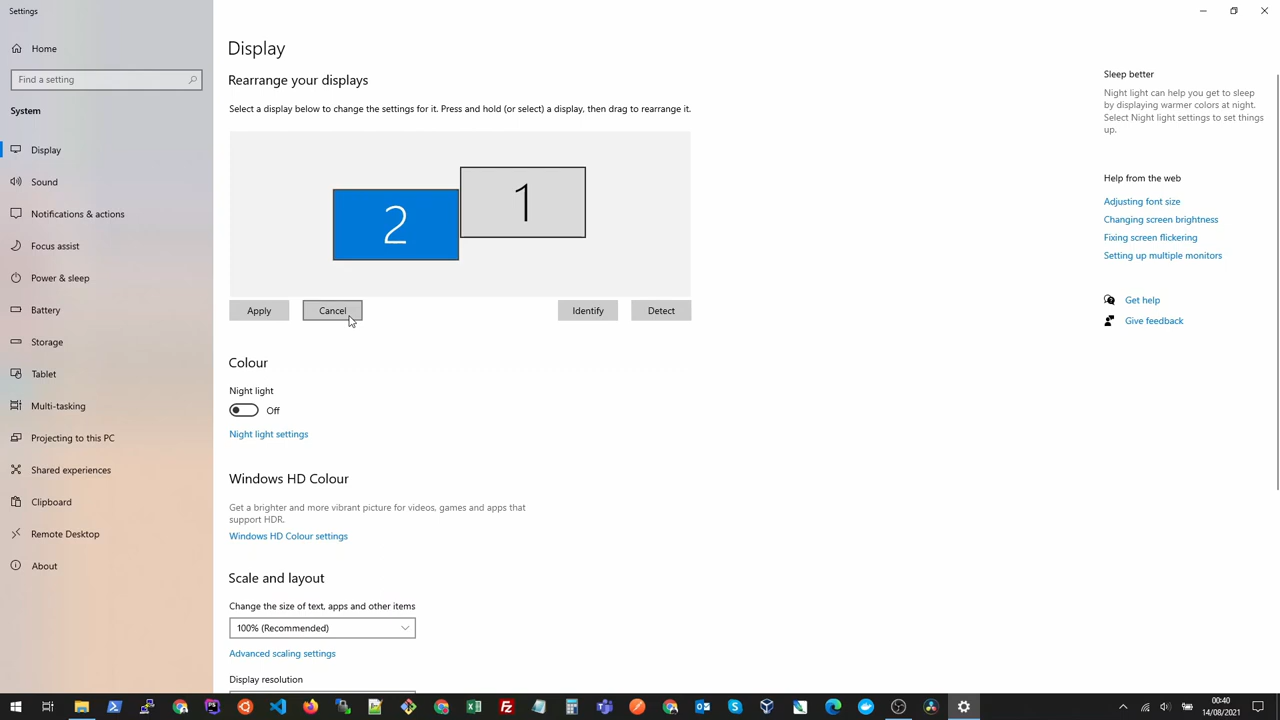 Settings
Home
Find a setting
System
Display
Sound
Notifications & actions
Focus assist
Power & sleep
Battery
Storage
Tablet
Multi-tasking
Projecting to this PC
Shared experiences
Clipboard
Remote Desktop
About
Display
Rearrange your displays
Select a display below to change the settings for it. Press and hold (or select) a display, then drag to rearrange it.
2
1
Apply
Cancel
Identify
Detect
Colour
Night light
Off
Night light settings
Windows HD Colour
Get a brighter and more vibrant picture for videos, games and apps that
support HDR.
Windows HD Colour settings
Scale and layout
Change the size of text, apps and other items
100% (Recommended)
Advanced scaling settings
Display resolution
Sleep better
Night light can help you get to sleep
by displaying warmer colors at night.
Select Night light settings to set things
up.
Help from the web
Adjusting font size
Changing screen brightness
Fixing screen flickering
Setting up multiple monitors
Get help
Give feedback
00:40
14/08/2021